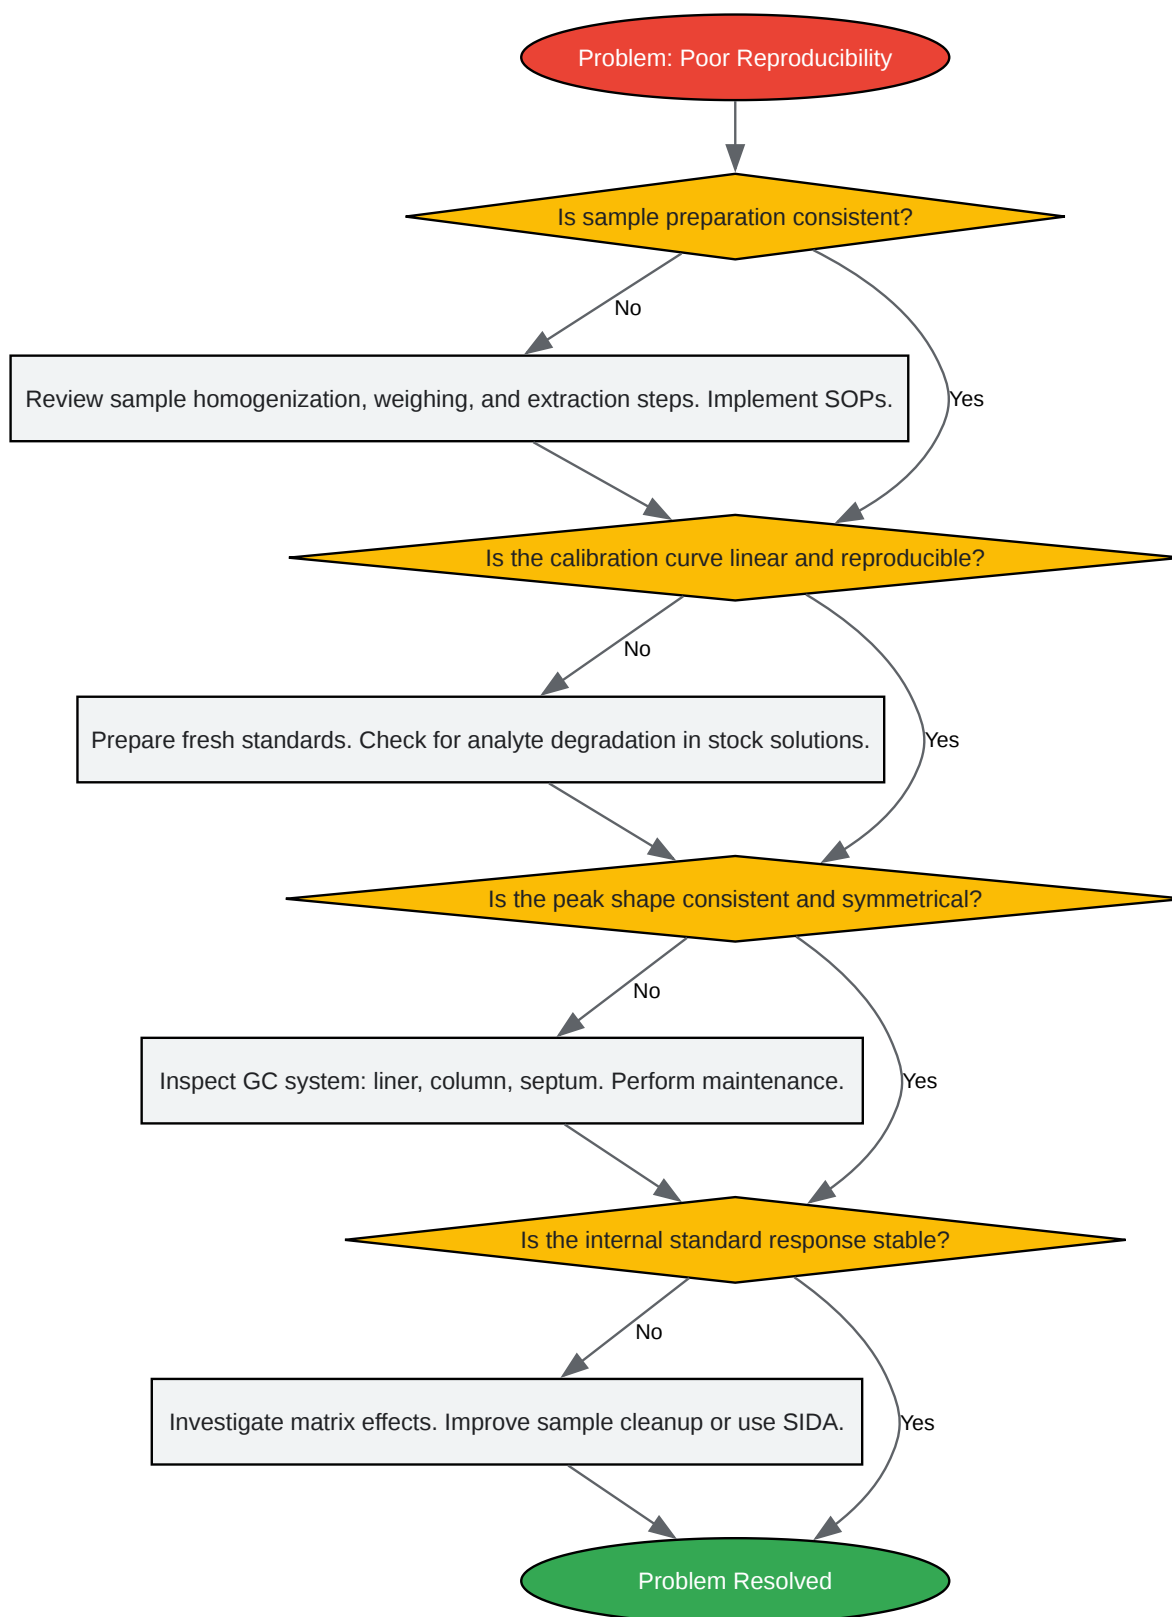 Problem: Poor Reproducibility
Is sample preparation consistent?
No
Review sample homogenization, weighing, and extraction steps. Implement SOPs.
Yes
Is the calibration curve linear and reproducible?
No
Prepare fresh standards. Check for analyte degradation in stock solutions.
Yes
Is the peak shape consistent and symmetrical?
No
Inspect GC system: liner, column, septum. Perform maintenance.
Yes
Is the internal standard response stable?
No
Investigate matrix effects. Improve sample cleanup or use SIDA.
Yes
Problem Resolved